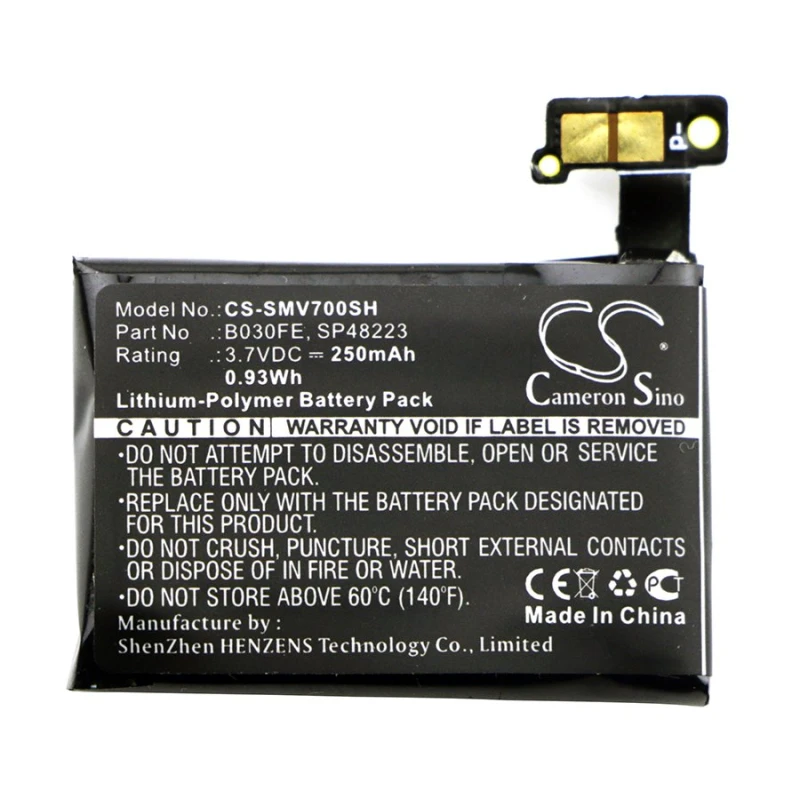 P-
Model No.: CS-SMV700SH
Part No : B030FE, SP48223
Rating : 3.7VDC ⎓ 250mAh
0.93Wh
Lithium-Polymer Battery Pack
CS ®
Cameron Sino
CAUTION WARRANTY VOID IF LABEL IS REMOVED
•DO NOT ATTEMPT TO DISASSEMBLE, OPEN OR SERVICE
THE BATTERY PACK.
•REPLACE ONLY WITH THE BATTERY PACK DESIGNATED
FOR THIS PRODUCT.
•DO NOT CRUSH, PUNCTURE, SHORT EXTERNAL CONTACTS
OR DISPOSE IN FIRE OR WATER.
•DO NOT STORE ABOVE 60°C (140°F).
CE PCT
Made In China
Manufacture by :
ShenZhen HENZENS Technology Co., Limited